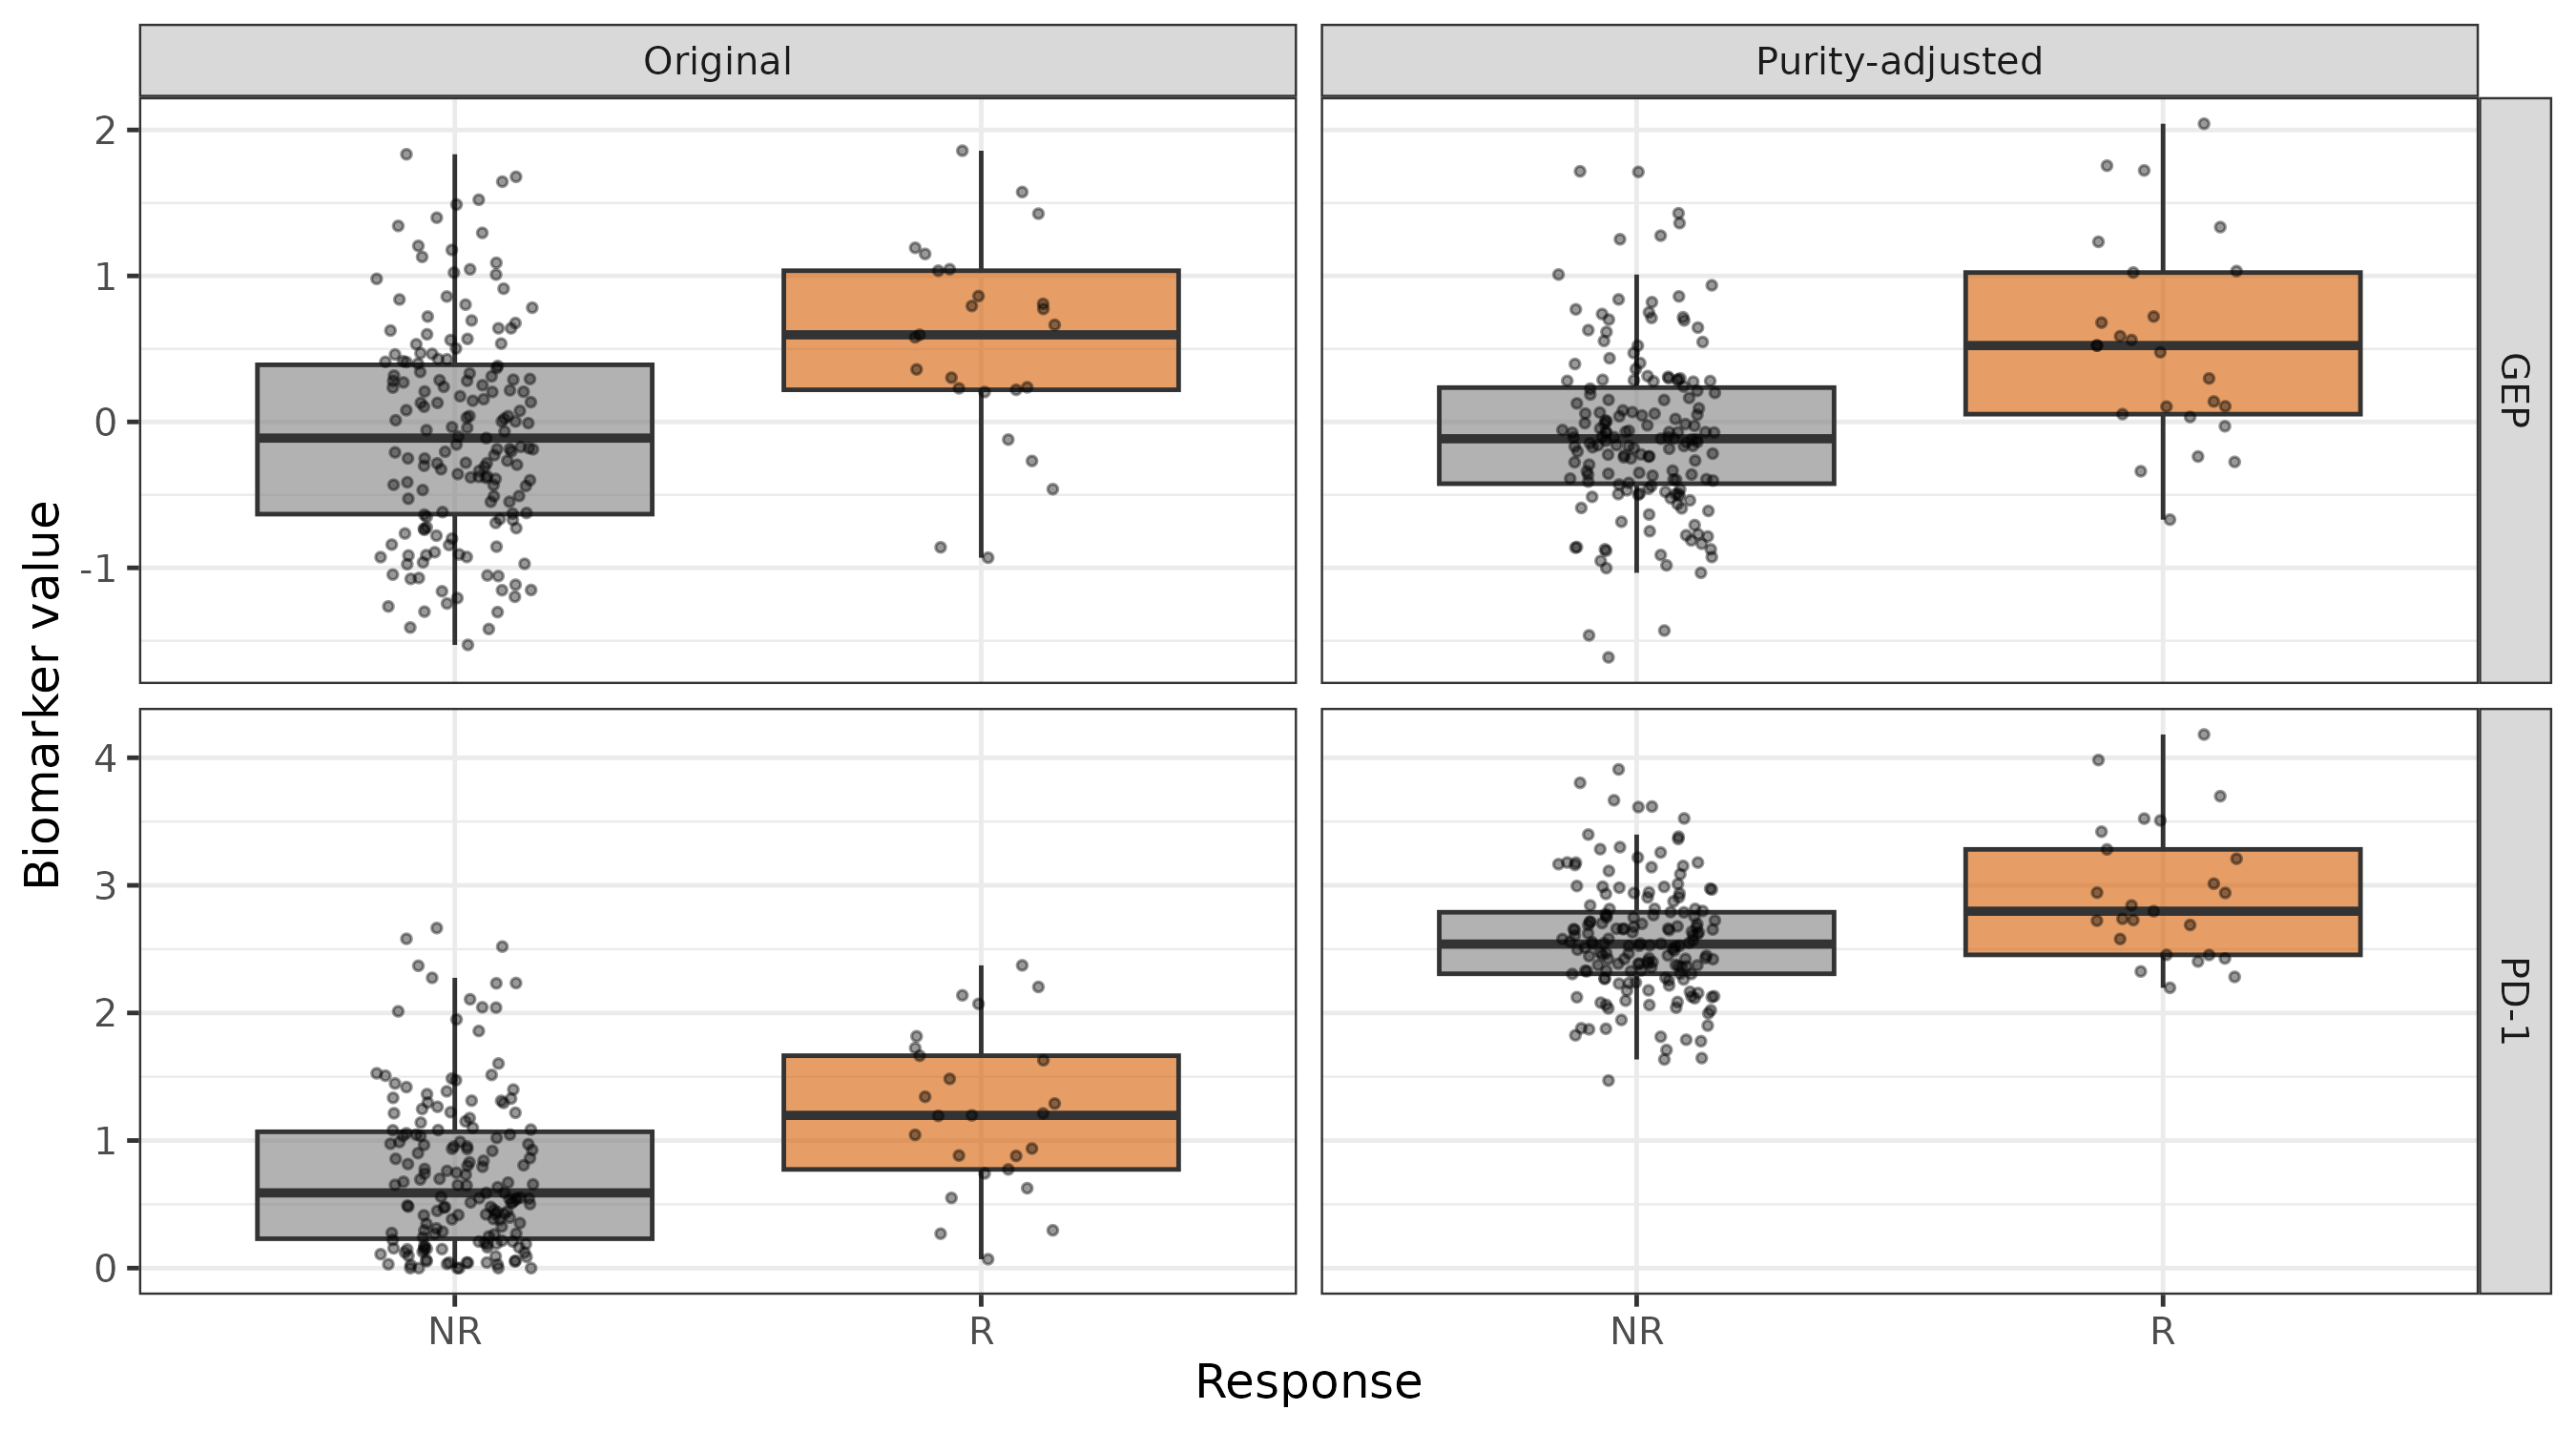 Original
Purity-adjusted
2
1
0
-1
GEP
4
3
2
1
0
PD-1
Biomarker value
NR
R
NR
R
Response